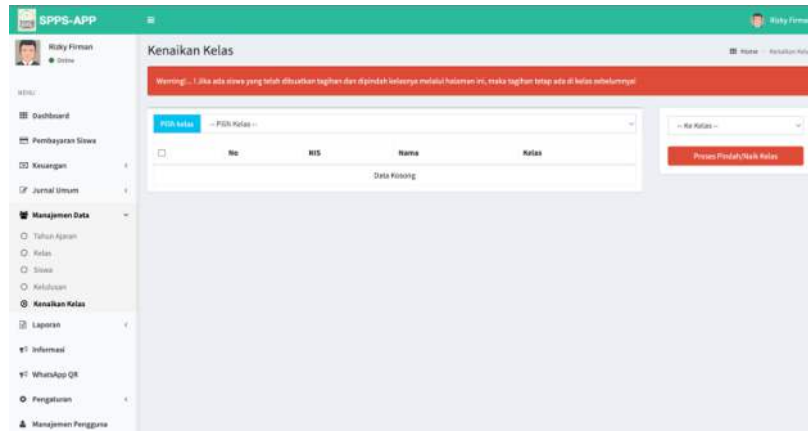 SPPS-APP
Rizky Firman
Rizky Firman
Online
MENU
Dashboard
Pembayaran Siswa
Keuangan
Jurnal Umum
Manajemen Data
Tahun Ajaran
Kelas
Siswa
Kelulusan
Kenaikan Kelas
Laporan
Informasi
WhatsApp QR
Pengaturan
Manajemen Pengguna
Kenaikan Kelas
Home
Warning!... !.Jika ada siswa yang telah dibuatkan tagihan dan dipindah kelasnya melalui halaman ini, maka tagihan tetap ada di kelas sebelumnya!
Pilih kelas -- Pilih Kelas --
No NIS Nama Kelas
Data Kosong
-- Ke Kelas --
Proses Pindah/Naik Kelas